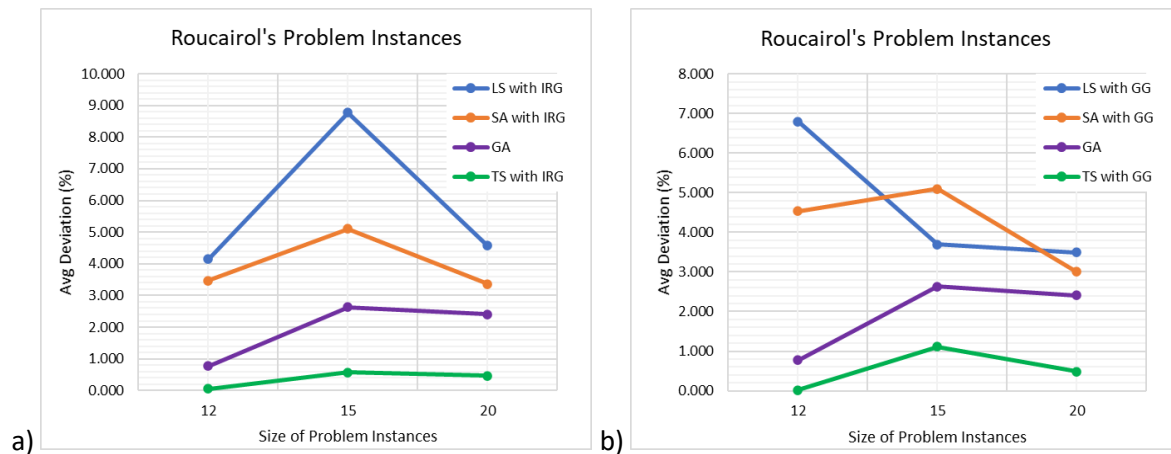 Roucairol's Problem Instances
10.000
9.000
8.000
7.000
6.000
5.000
4.000
3.000
2.000
1.000
0.000
Avg Deviation (%)
LS with IRG
SA with IRG
GA
TS with IRG
12
15
20
Size of Problem Instances
a)
Roucairol's Problem Instances
8.000
7.000
6.000
5.000
4.000
3.000
2.000
1.000
0.000
Avg Deviation (%)
LS with GG
SA with GG
GA
TS with GG
12
15
20
Size of Problem Instances
b)